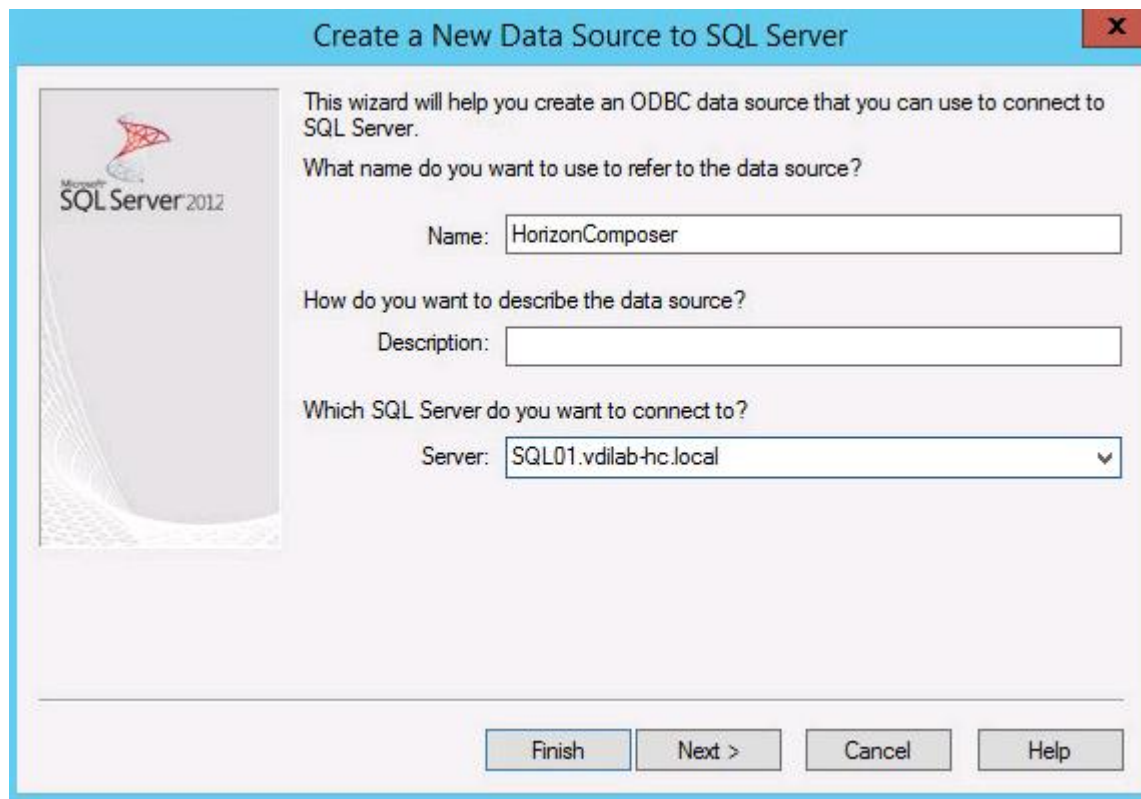 Create a New Data Source to SQL Server
x
Microsoft
SQL Server 2012
This wizard will help you create an ODBC data source that you can use to connect to
SQL Server.
What name do you want to use to refer to the data source?
Name: HorizonComposer
How do you want to describe the data source?
Description:
Which SQL Server do you want to connect to?
Server: SQL01.vdilab-hc.local
Finish Next > Cancel Help